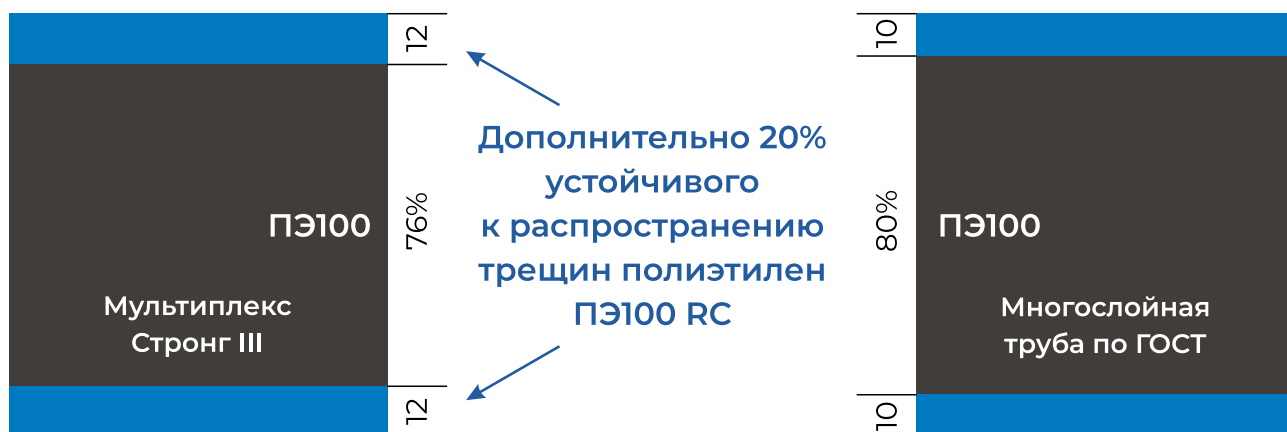 12
76%
12
ПЭ100
Мультиплекс
Стронг III
Дополнительно 20%
устойчивого
к распространению
трещин полиэтилен
ПЭ100 RC
10
80%
10
ПЭ100
Многослойная
труба по ГОСТ